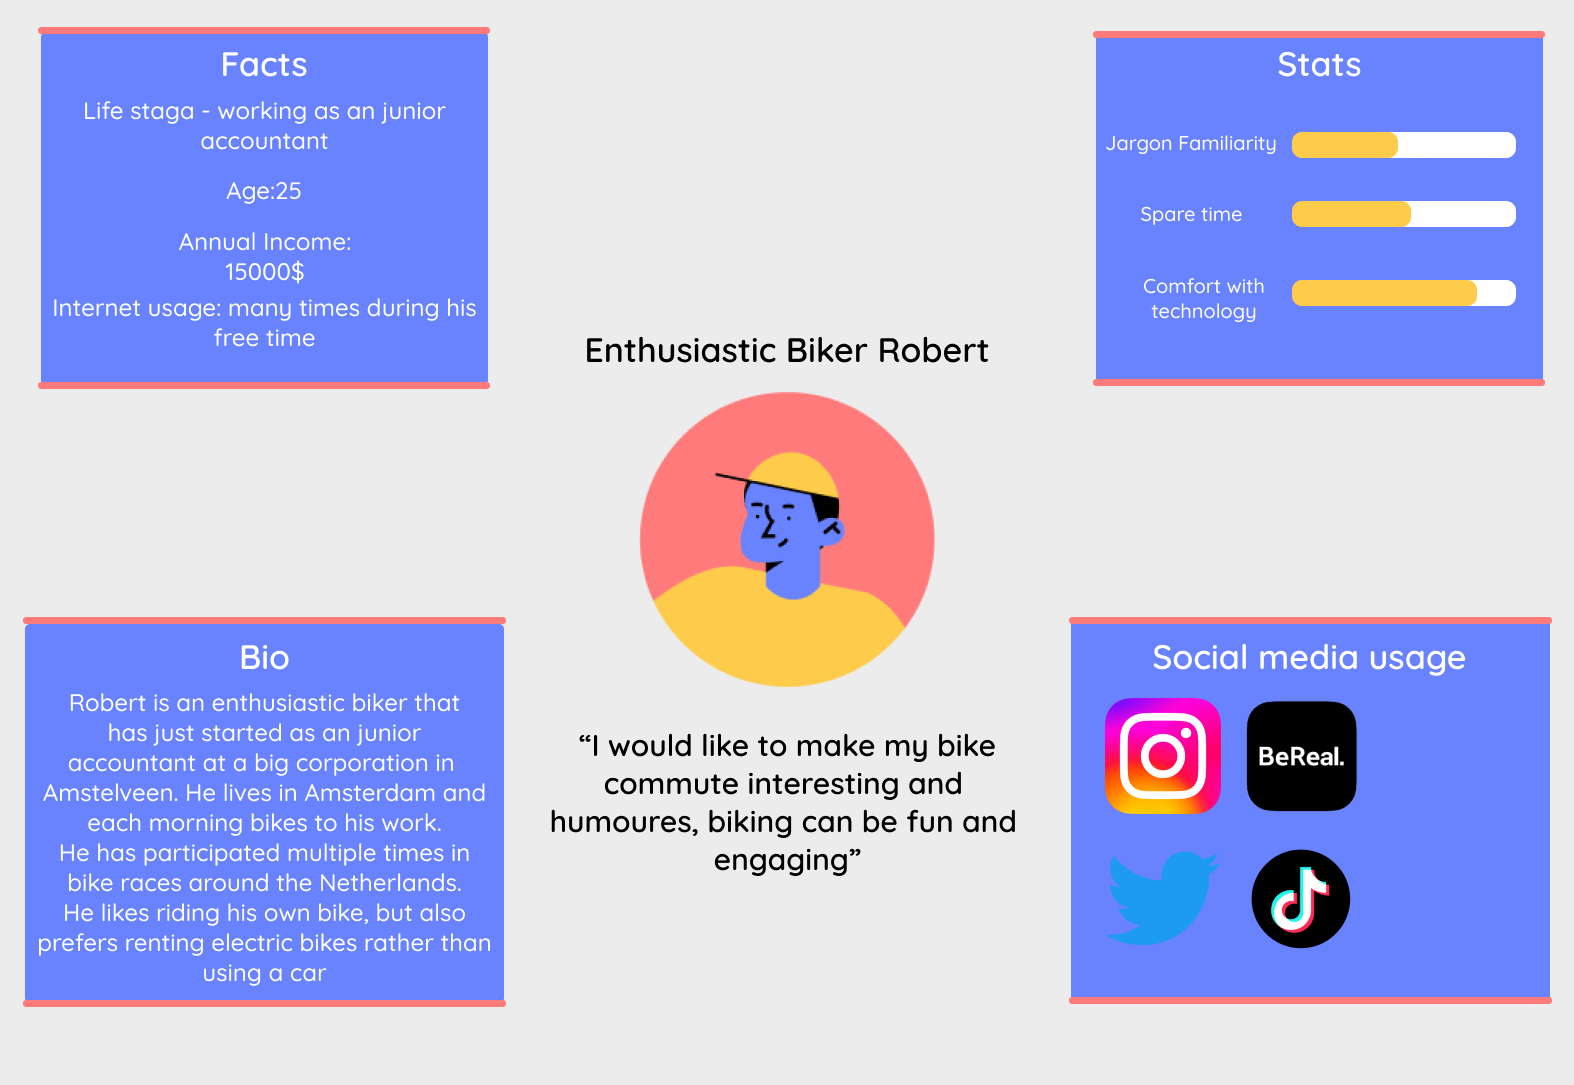 Facts
Life staga - working as an junior
accountant
Age:25
Annual Income:
15000$
Internet usage: many times during his
free time
Stats
Jargon Familiarity
Spare time
Comfort with
technology
Enthusiastic Biker Robert
“I would like to make my bike
commute interesting and
humoures, biking can be fun and
engaging”
Bio
Robert is an enthusiastic biker that
has just started as an junior
accountant at a big corporation in
Amstelveen. He lives in Amsterdam and
each morning bikes to his work.
He has participated multiple times in
bike races around the Netherlands.
He likes riding his own bike, but also
prefers renting electric bikes rather than
using a car
Social media usage
BeReal.